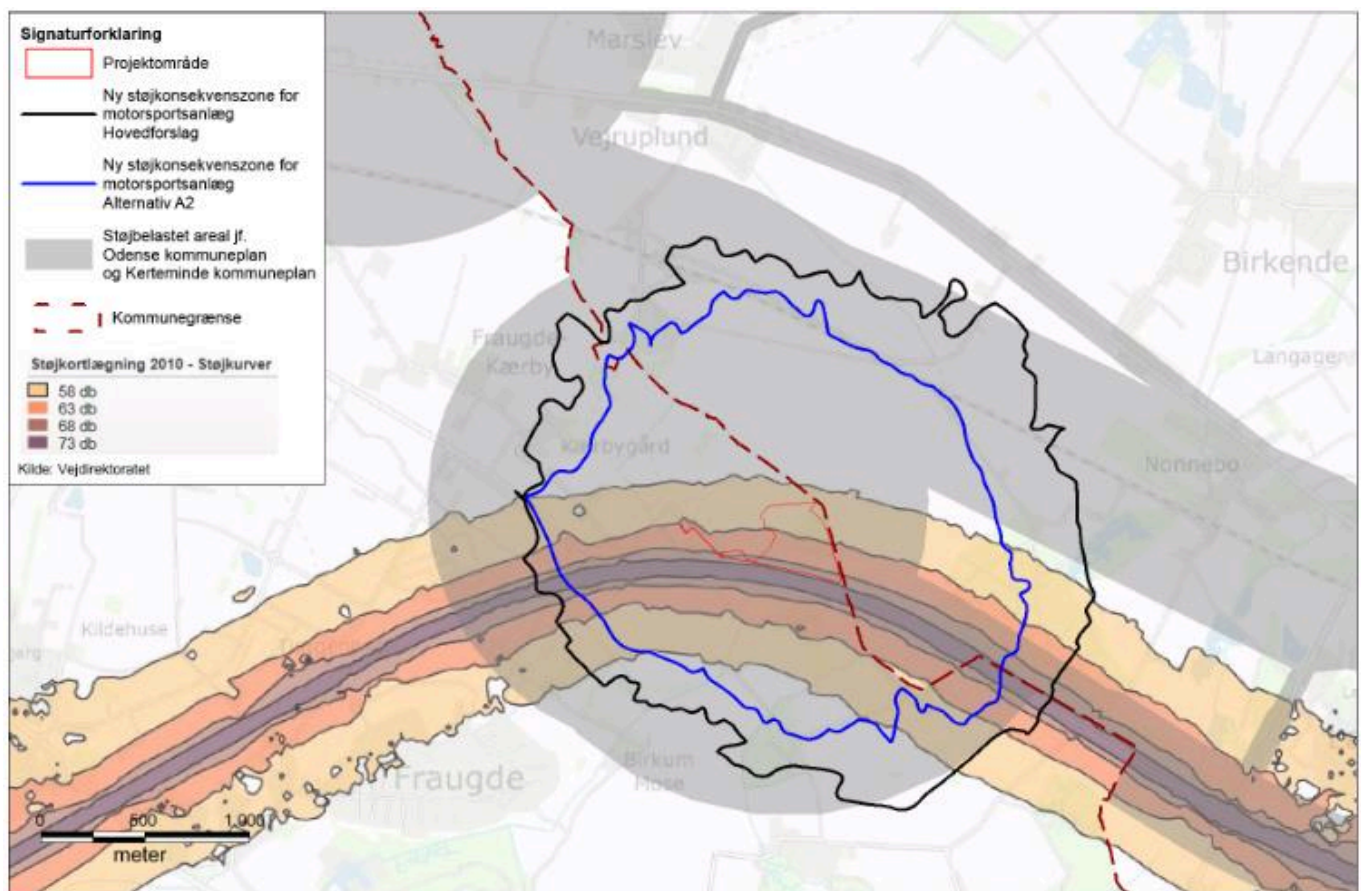 Signaturforklaring
Projektområde
Ny støjkonsekvenszone for
motorsportsanlæg
Hovedforslag
Ny støjkonsekvenszone for
motorsportsanlæg
Alternativ A2
Støjbelastet areal jf.
Odense kommuneplan
og Kerteminde kommuneplan
Kommunegrænse
Støjkortlægning 2010 - Støjkurver
58 db
63 db
68 db
73 db
Kilde: Vejdirektoratet
Marslev
Vejruplund
Birkende
Fraugde-
Kærby
Kærbygård
Nonnebo
Kildehuse
Birkum
Mose
Fraugde
0 500 1.000
meter